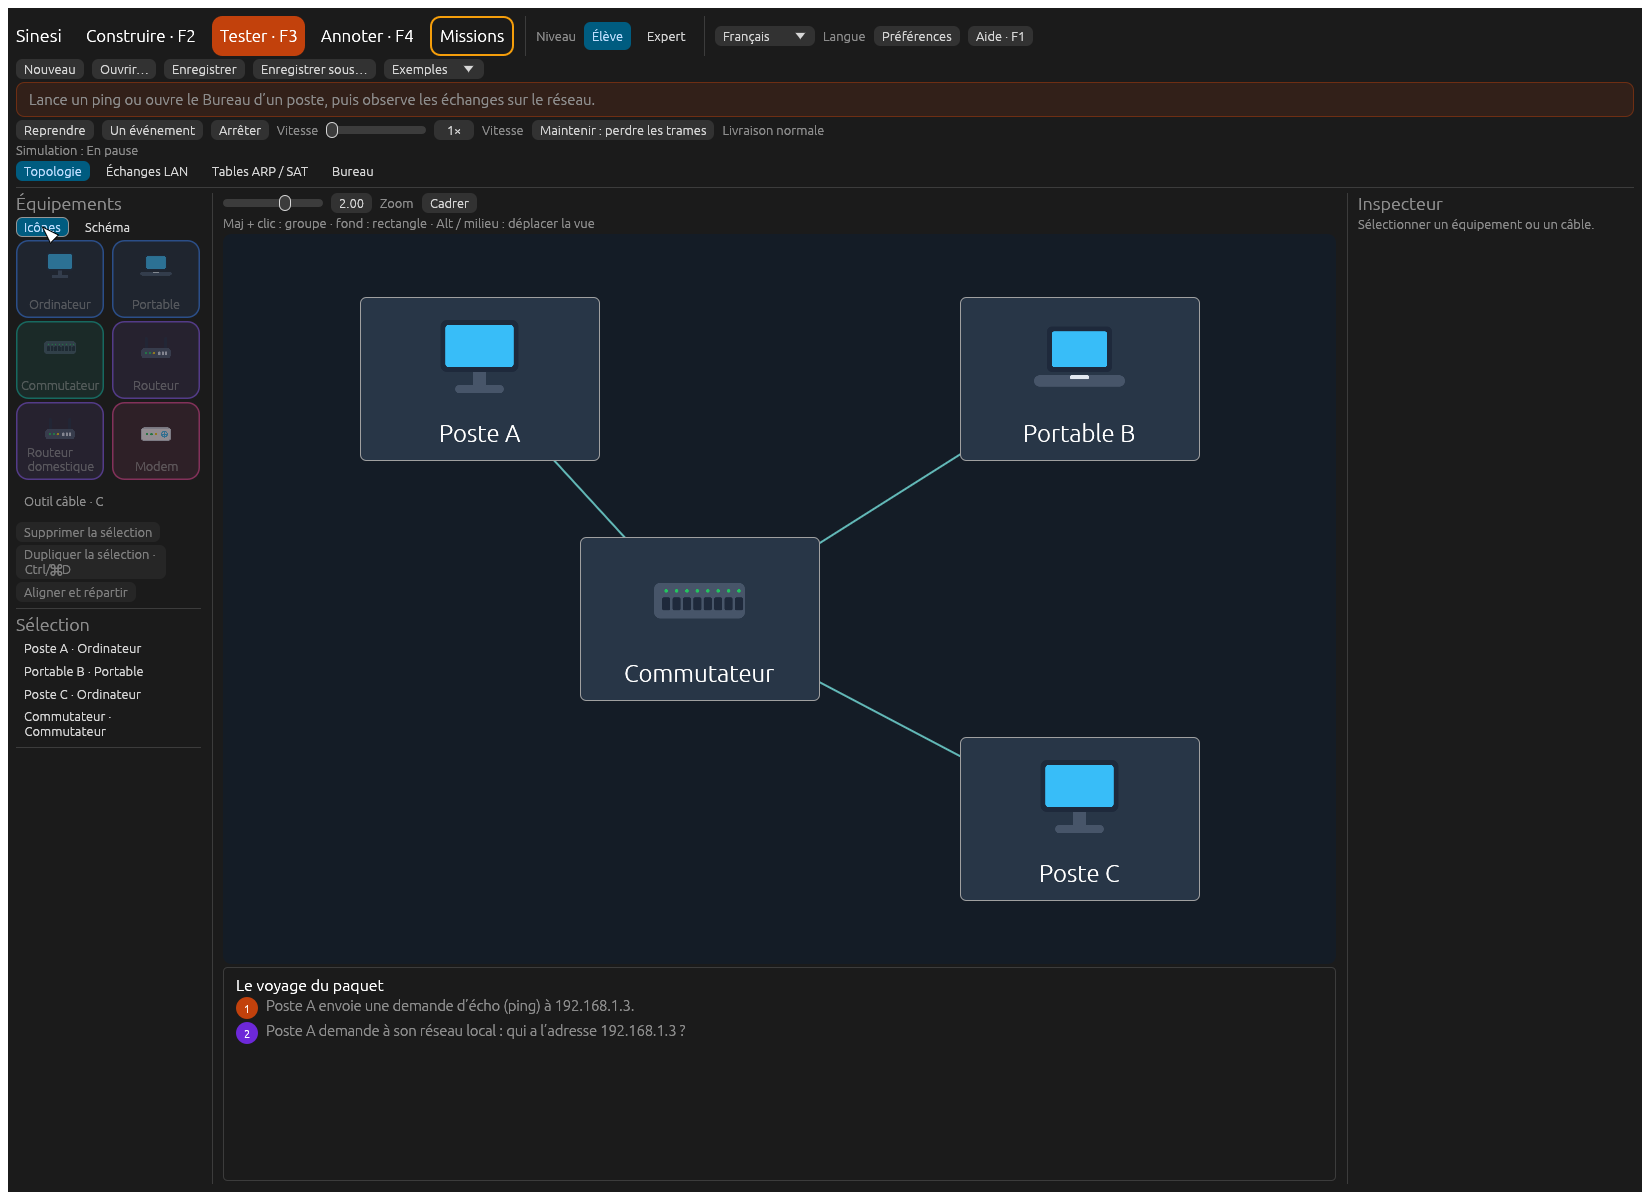 Sinesi Construire · F2 Tester · F3 Annoter · F4 Missions Niveau Élève Expert Français Langue Préférences Aide · F1
Nouveau Ouvrir… Enregistrer Enregistrer sous… Exemples
Lance un ping ou ouvre le Bureau d’un poste, puis observe les échanges sur le réseau.
Reprendre Un événement Arrêter Vitesse 1× Vitesse Maintenir : perdre les trames Livraison normale
Simulation : En pause
Topologie Échanges LAN Tables ARP / SAT Bureau
Équipements
Icônes Schéma
Ordinateur Portable
Commutateur Routeur
Routeur
domestique Modem
Outil câble · C
Supprimer la sélection
Dupliquer la sélection ·
Ctrl/⌘D
Aligner et répartir
Sélection
Poste A · Ordinateur
Portable B · Portable
Poste C · Ordinateur
Commutateur ·
Commutateur
2.00 Zoom Cadrer
Maj + clic : groupe · fond : rectangle · Alt / milieu : déplacer la vue
Poste A
Portable B
Commutateur
Poste C
Le voyage du paquet
1 Poste A envoie une demande d’écho (ping) à 192.168.1.3.
2 Poste A demande à son réseau local : qui a l’adresse 192.168.1.3 ?
Inspecteur
Sélectionner un équipement ou un câble.